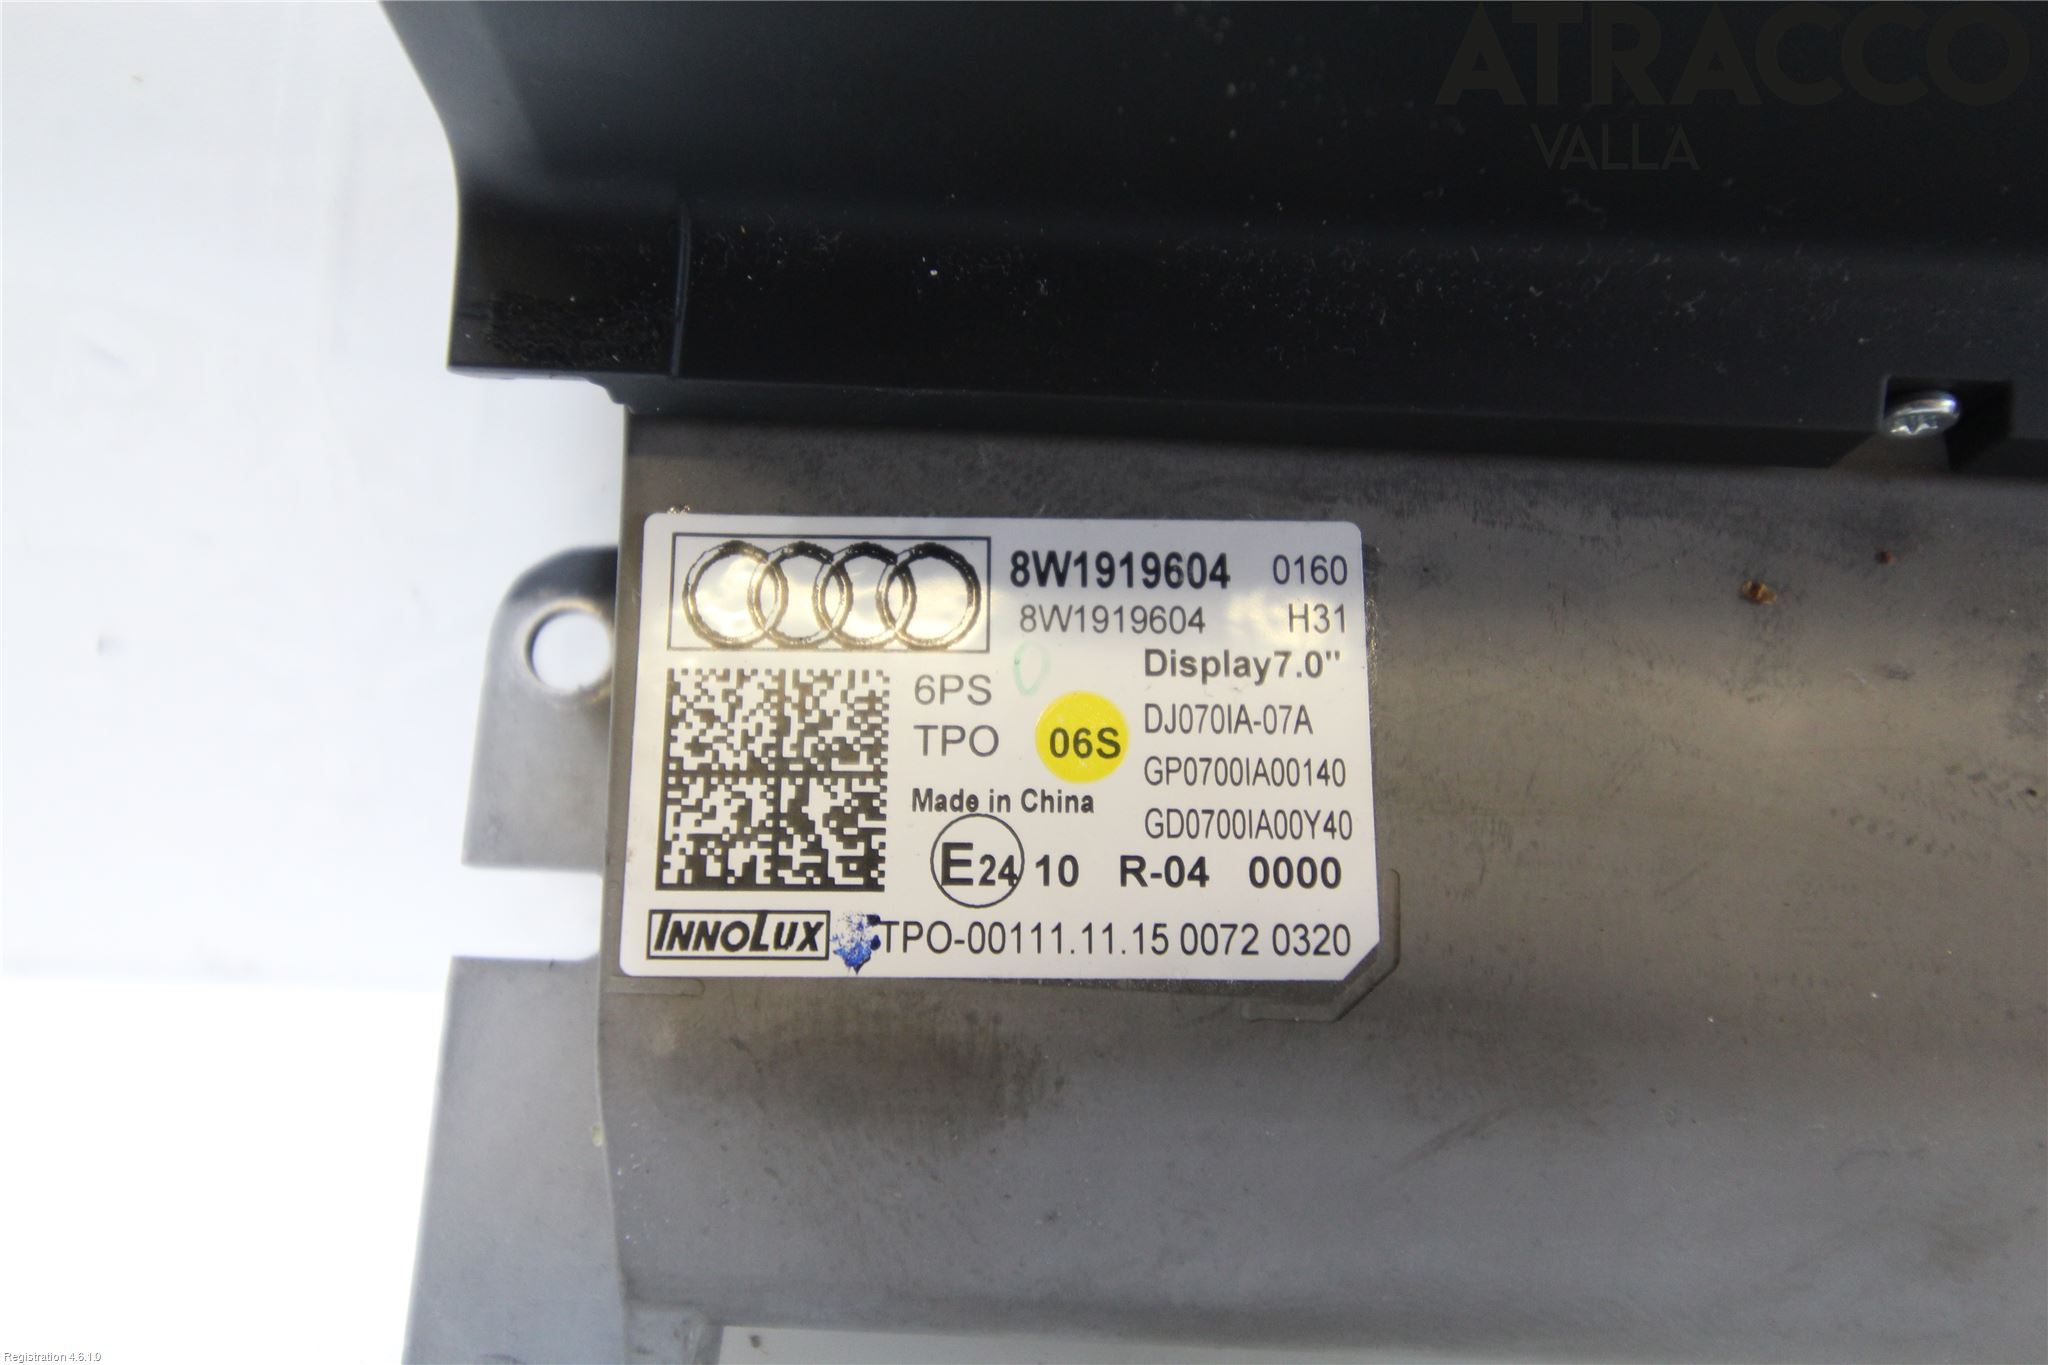 ATRACCO
VALLA
8W1919604 0160
8W1919604 H31
Display7.0"
6PS
DJ070IA-07A
TPO 06S
GP0700IA00140
Made in China
GD0700IA00Y40
E24 10 R-04 0000
INNOLUX TPO-00111.11.15 0072 0320
Registration 4.6.1.0